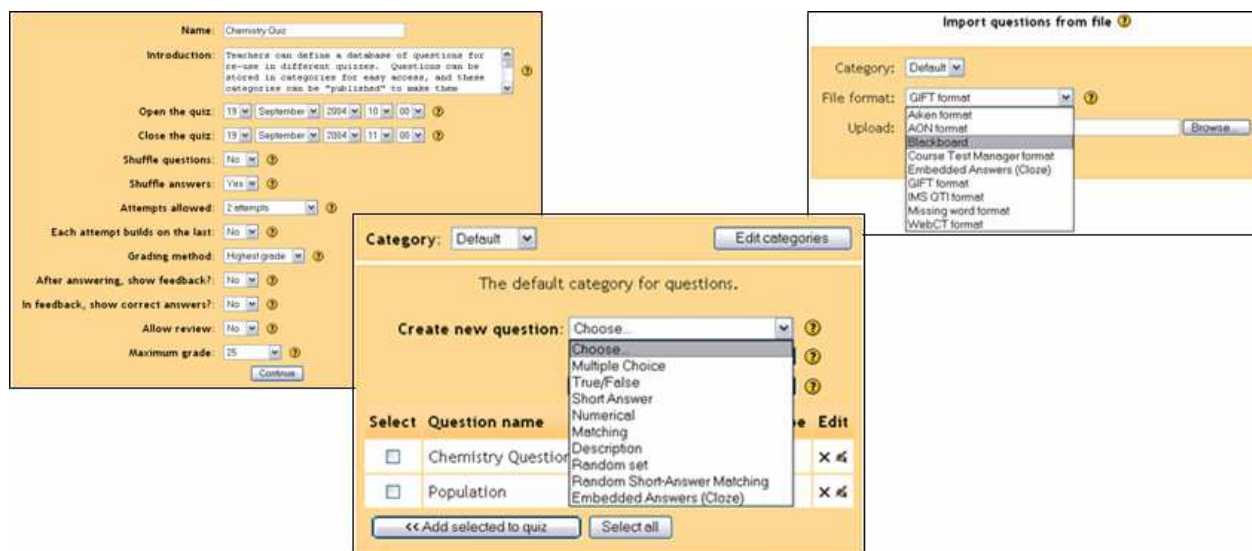 Name: Chemistry Quiz
Introduction: Teachers can define a database of questions for
re-use in different quizzes. Questions can be
stored in categories for easy access, and these
categories can be "published" to make them
Open the quiz: 19 September 2004 10 00
Close the quiz: 19 September 2004 11 00
Shuffle questions: No
Shuffle answers: Yes
Attempts allowed: 2 attempts
Each attempt builds on the last: No
Grading method: Highest grade
After answering, show feedback?: No
In feedback, show correct answers?: No
Allow review: No
Maximum grade: 25
Continue
Category: Default Edit categories
The default category for questions.
Create new question: Choose...
Choose...
Multiple Choice
True/False
Short Answer
Numerical
Matching
Description
Random set
Random Short-Answer Matching
Embedded Answers (Cloze)
Select Question name Edit
Chemistry Question
Population
<< Add selected to quiz Select all
Import questions from file
Category: Default
File format: GIFT format
Upload: Browse...
Aiken format
AON format
Blackboard
Course Test Manager format
Embedded Answers (Cloze)
GIFT format
IMS QTI format
Missing word format
WebCT format